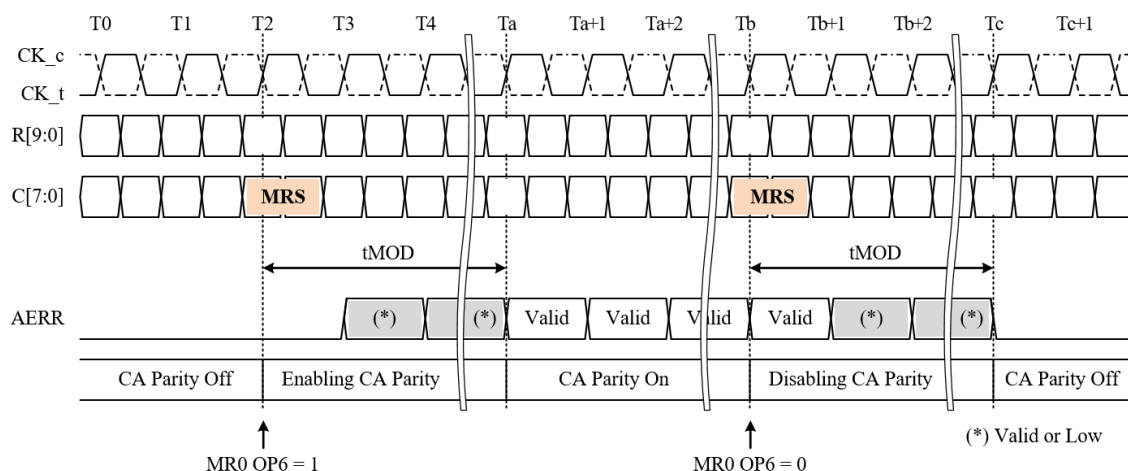 T0 T1 T2 T3 T4 Ta Ta+1 Ta+2 Tb Tb+1 Tb+2 Tc Tc+1
CK_c
CK_t
R[9:0]
C[7:0] MRS MRS
tMOD tMOD
AERR (*) (*) Valid Valid Valid Valid (*) (*)
CA Parity Off Enabling CA Parity CA Parity On Disabling CA Parity CA Parity Off
(*) Valid or Low
MR0 OP6 = 1 MR0 OP6 = 0